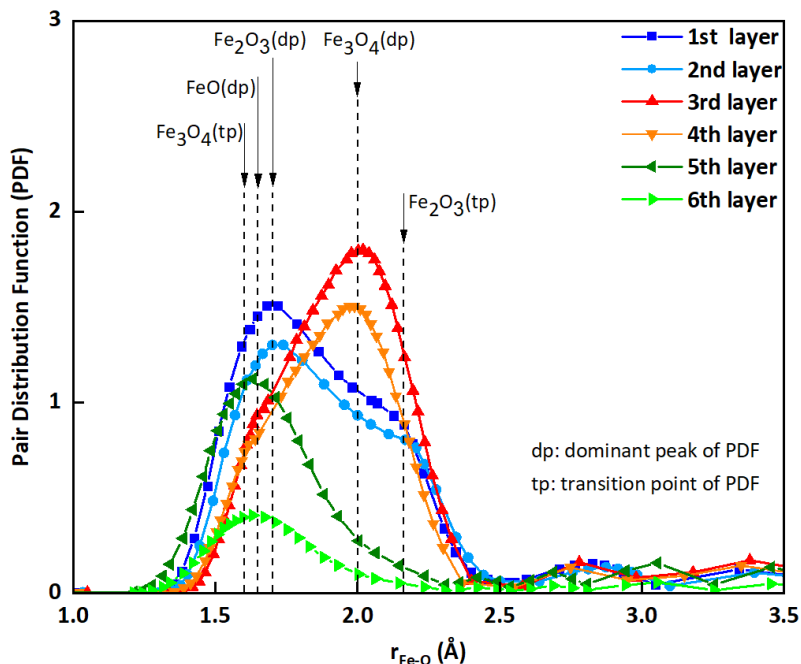 3
Fe2O3(dp)
Fe3O4(dp)
FeO(dp)
Fe3O4(tp)
1st layer
2nd layer
3rd layer
4th layer
5th layer
6th layer
2
Fe2O3(tp)
Pair Distribution Function (PDF)
1
dp: dominant peak of PDF
tp: transition point of PDF
0
1.0 1.5 2.0 2.5 3.0 3.5
rFe-O (Å)